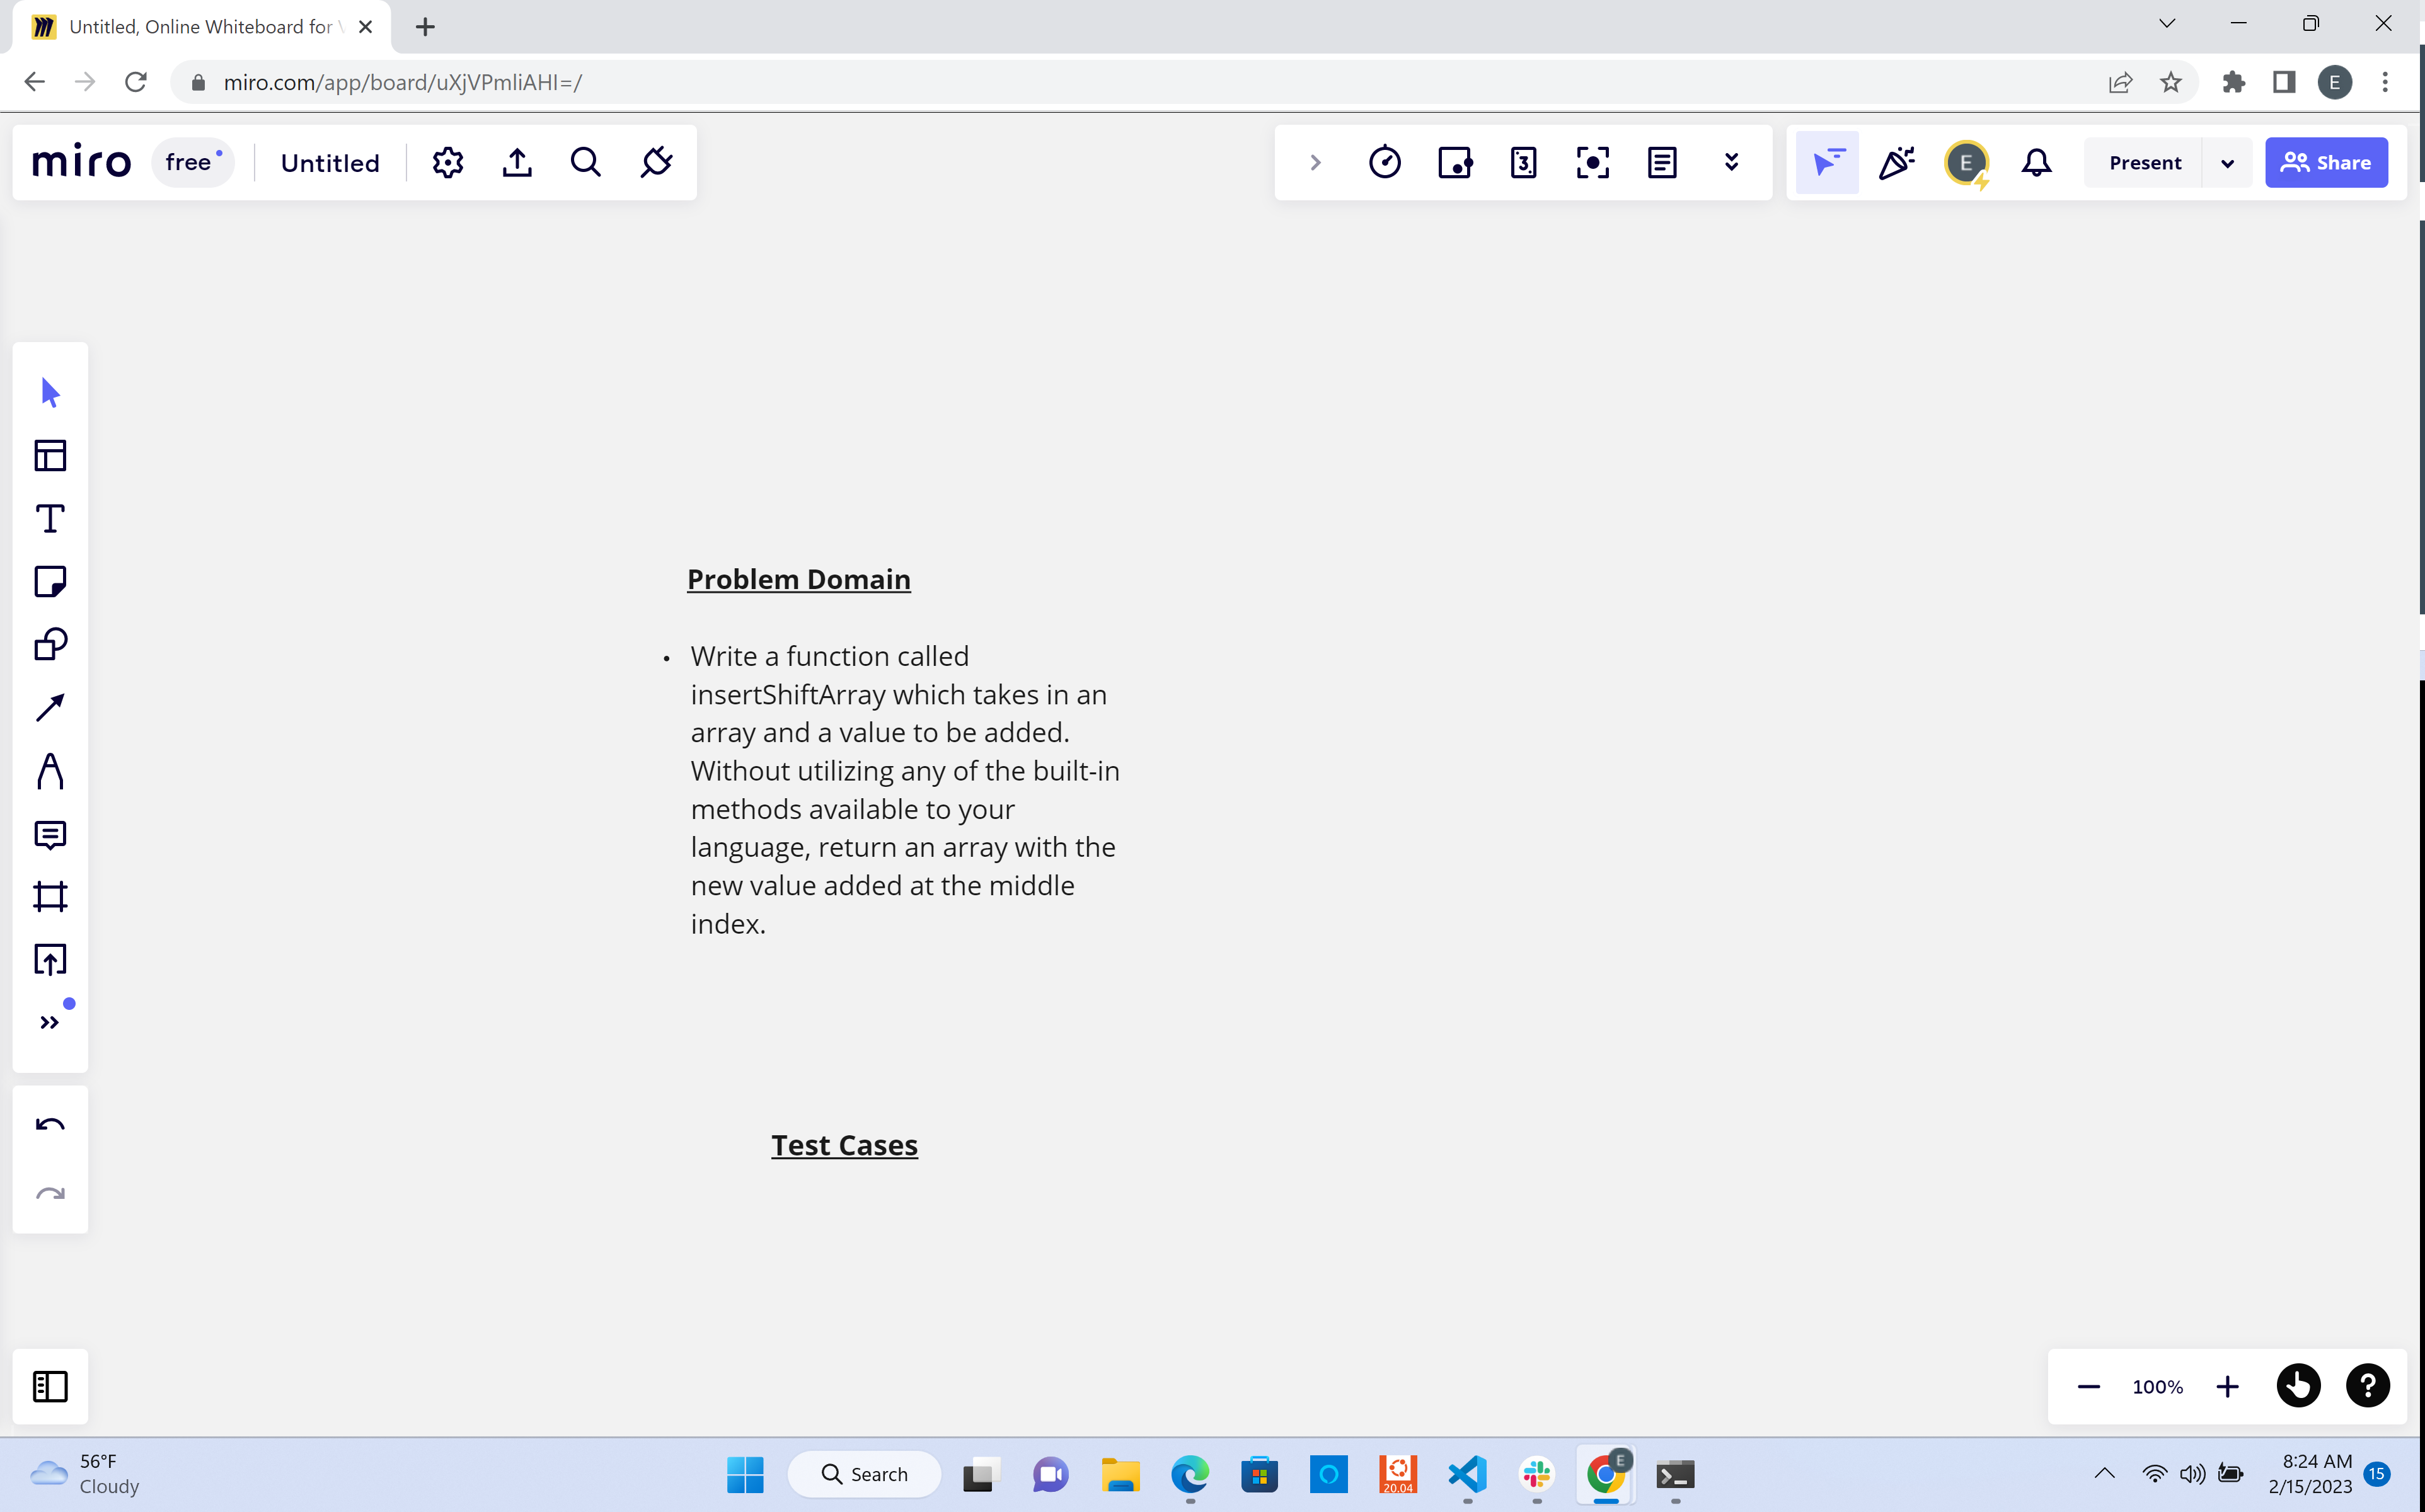 Untitled, Online Whiteboard for
miro.com/app/board/uXjVPmliAHI=/
miro free Untitled
3
E
Present
Share
E
Problem Domain
• Write a function called
insertShiftArray which takes in an
array and a value to be added.
Without utilizing any of the built-in
methods available to your
language, return an array with the
new value added at the middle
index.
Test Cases
100%
?
56°F
Cloudy
Search
20.04
E
8:24 AM
2/15/2023
15